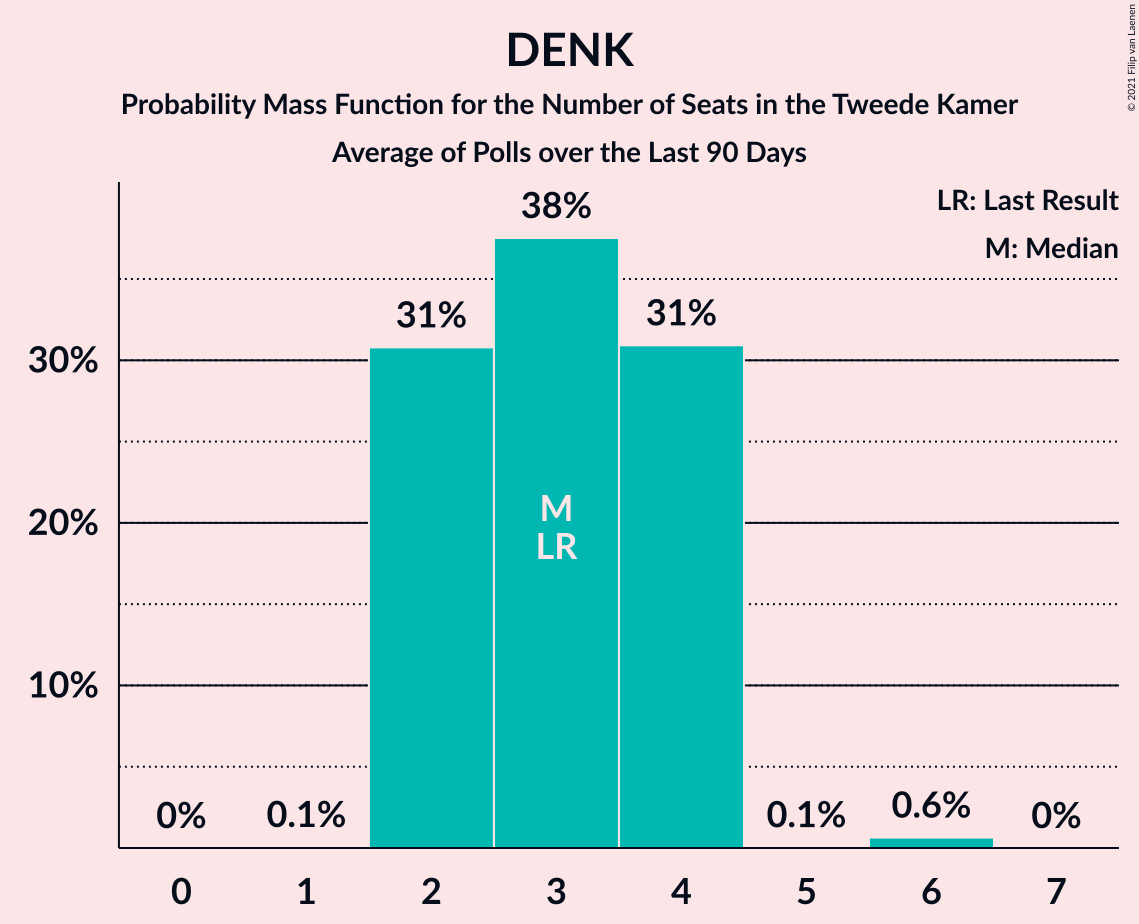 DENK
Probability Mass Function for the Number of Seats in the Tweede Kamer
Average of Polls over the Last 90 Days
© 2021 Filip van Laenen
LR: Last Result
M: Median
38%
31%
31%
30%
M
LR
20%
10%
0%
0.1%
0.1%
0.6%
0%
0 1 2 3 4 5 6 7